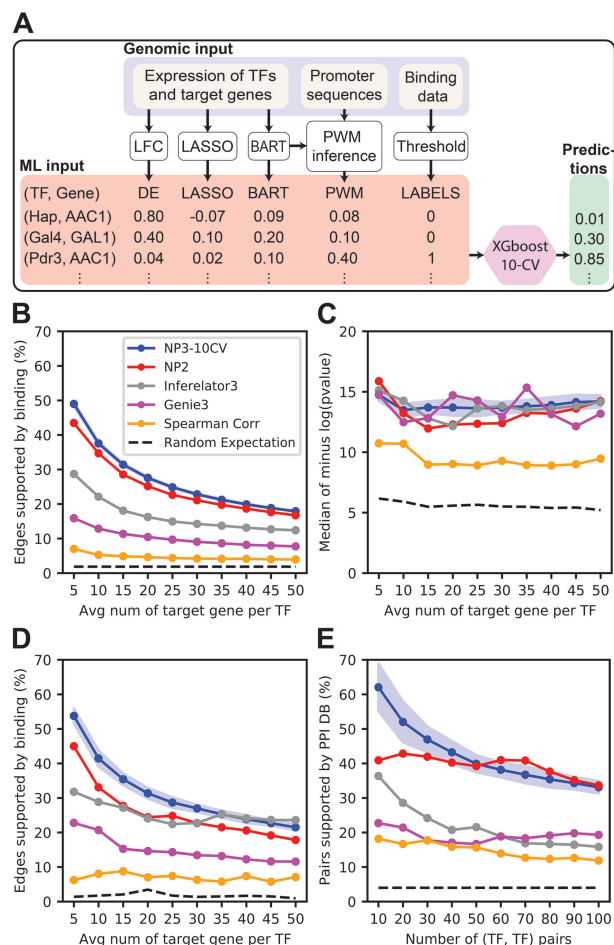 A
Genomic input
Expression of TFs
and target genes
Promoter
sequences
Binding
data
LFC
LASSO
BART
PWM
inference
Threshold
ML input
Predic-
tions
(TF, Gene) DE LASSO BART PWM LABELS
(Hap, AAC1) 0.80 -0.07 0.09 0.08 0 0.01
(Gal4, GAL1) 0.40 0.10 0.20 0.10 0 0.30
(Pdr3, AAC1) 0.04 0.02 0.10 0.40 1 0.85
XGboost
10-CV
B
Edges supported by binding (%)
70
60
50
40
30
20
10
0
NP3-10CV
NP2
Inferelator3
Genie3
Spearman Corr
Random Expectation
5 10 15 20 25 30 35 40 45 50
Avg num of target gene per TF
C
Median of minus log(pvalue)
20
15
10
5
0
5 10 15 20 25 30 35 40 45 50
Avg num of target gene per TF
D
Edges supported by binding (%)
70
60
50
40
30
20
10
0
5 10 15 20 25 30 35 40 45 50
Avg num of target gene per TF
E
Pairs supported by PPI DB (%)
70
60
50
40
30
20
10
0
10 20 30 40 50 60 70 80 90 100
Number of (TF, TF) pairs